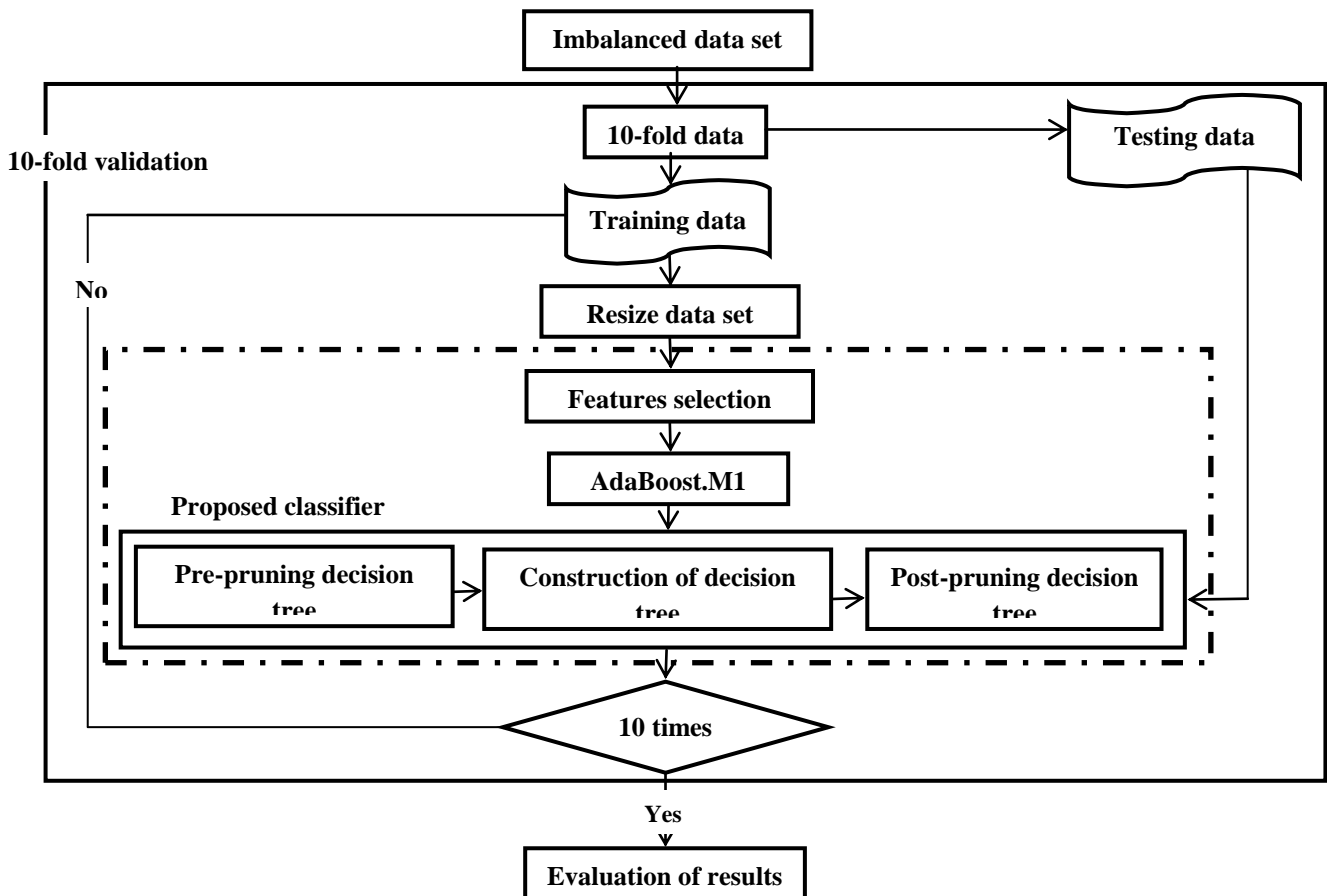 Imbalanced data set
10-fold data
Testing data
10-fold validation
Training data
No
Resize data set
Features selection
AdaBoost.M1
Proposed classifier
Pre-pruning decision
tree
Construction of decision
tree
Post-pruning decision
tree
10 times
Yes
Evaluation of results